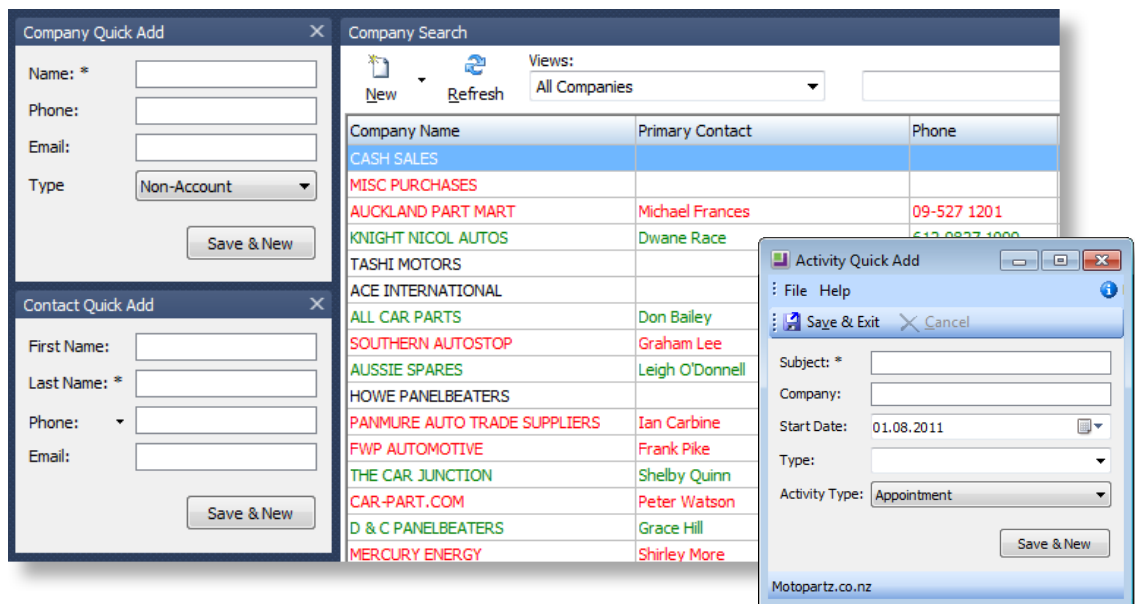 Company Quick Add
Name: *
Phone:
Email:
Type Non-Account
Save & New
Contact Quick Add
First Name:
Last Name: *
Phone:
Email:
Save & New
Company Search
New Refresh
Views:
All Companies
Company Name Primary Contact Phone
CASH SALES
MISC PURCHASES
AUCKLAND PART MART Michael Frances 09-527 1201
KNIGHT NICOL AUTOS Dwane Race
TASHI MOTORS
ACE INTERNATIONAL
ALL CAR PARTS Don Bailey
SOUTHERN AUTOSTOP Graham Lee
AUSSIE SPARES Leigh O'Donnell
HOWE PANELBEATERS
PANMURE AUTO TRADE SUPPLIERS Ian Carbine
FWP AUTOMOTIVE Frank Pike
THE CAR JUNCTION Shelby Quinn
CAR-PART.COM Peter Watson
D & C PANELBEATERS Grace Hill
MERCURY ENERGY Shirley More
Activity Quick Add
File Help
Save & Exit Cancel
Subject: *
Company:
Start Date: 01.08.2011
Type:
Activity Type: Appointment
Save & New
Motopartz.co.nz